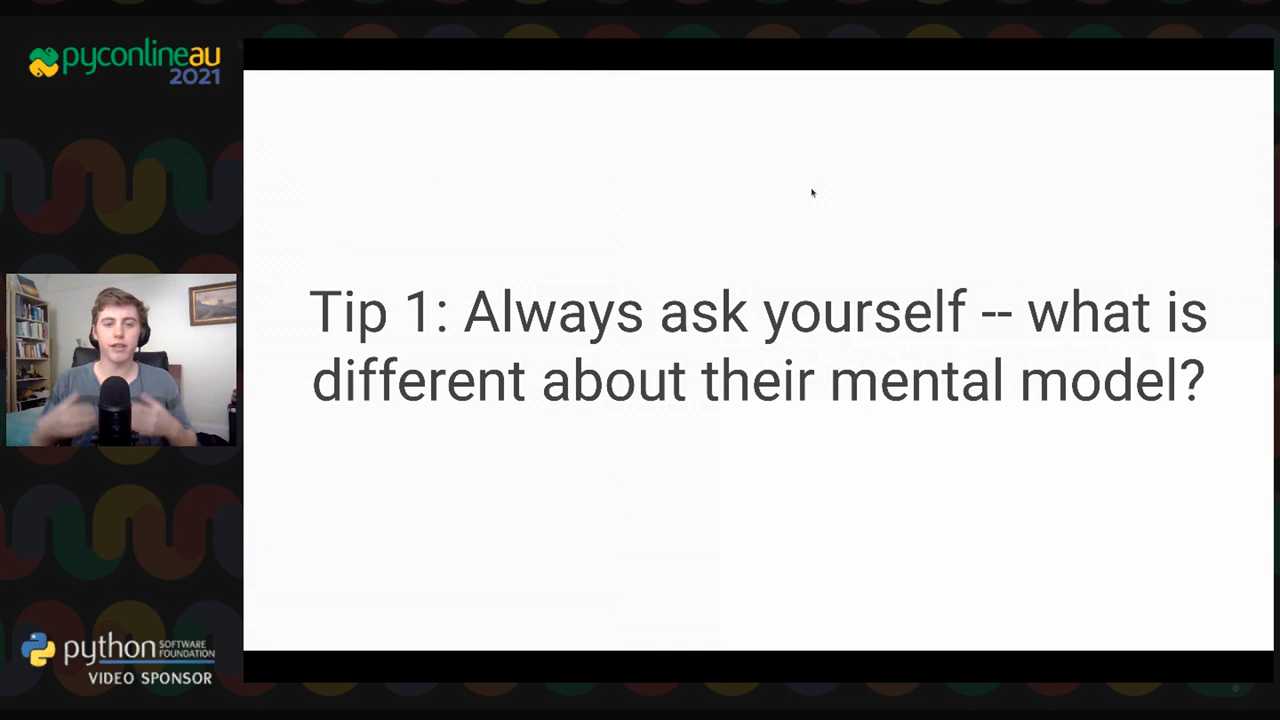 pyconlineau
2021
Tip 1: Always ask yourself -- what is
different about their mental model?
python SOFTWARE
FOUNDATION
VIDEO SPONSOR